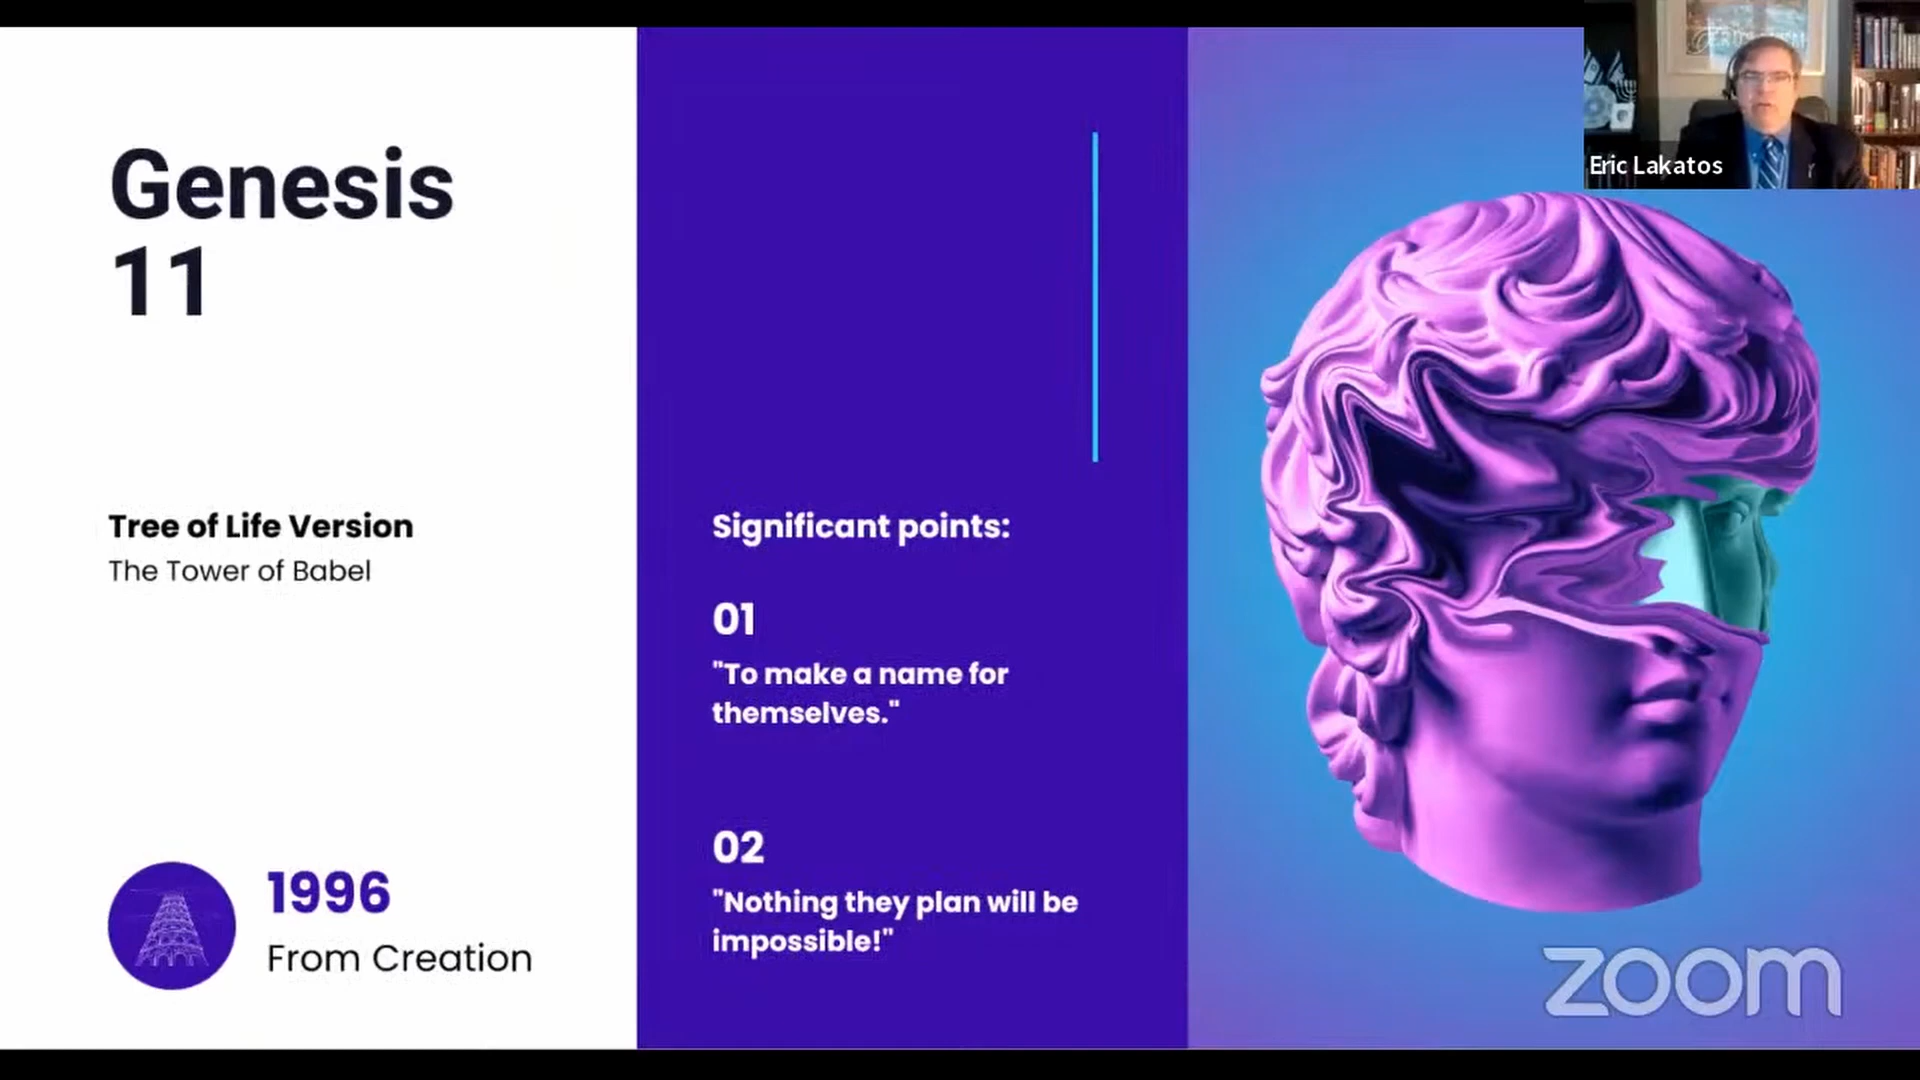 Genesis
11
Tree of Life Version
The Tower of Babel
1996
From Creation
Significant points:
01
"To make a name for
themselves."
02
"Nothing they plan will be
impossible!"
JERUSALEM
Eric Lakatos
zoom